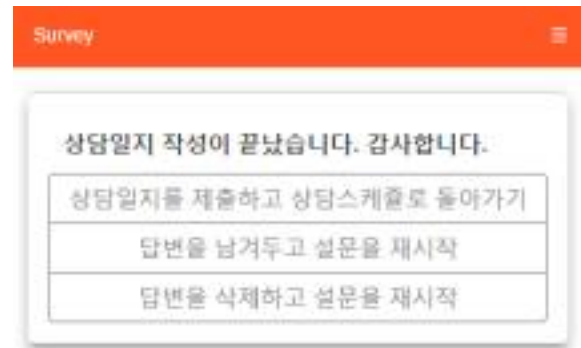 Survey
상담일지 작성이 끝났습니다. 감사합니다.
상담일지를 제출하고 상담스케쥴로 돌아가기
답변을 남겨두고 설문을 재시작
답변을 삭제하고 설문을 재시작